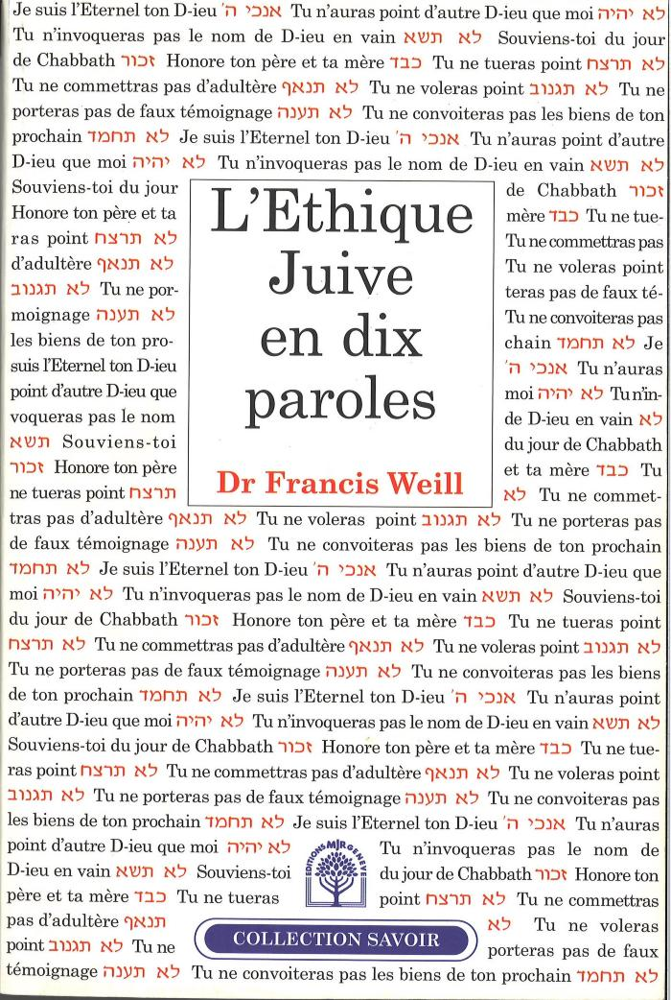 Je suis l'Eternel ton D-ieu אנכי ה' Tu n'auras point d'autre D-ieu que moi לא יהיה
Tu n'invoqueras pas le nom de D-ieu en vain לא תשא Souviens-toi du jour
de Chabbath זכור Honore ton père et ta mère כבד Tu ne tueras point לא תרצח
Tu ne commettras pas d'adultère לא תנאף Tu ne voleras point לא תגנוב Tu ne
porteras pas de faux témoignage לא תענה Tu ne convoiteras pas les biens de ton
prochain לא תחמד Je suis l'Eternel ton D-ieu אנכי ה' Tu n'auras point d'autre
D-ieu que moi לא יהיה Tu n'invoqueras pas le nom de D-ieu en vain לא תשא
Souviens-toi du jour de Chabbath זכור
Honore ton père et ta mère כבד Tu ne tue-
ras point לא תרצח Tu ne commettras pas
d'adultère לא תנאף Tu ne voleras point
לא תגנוב Tu ne por- teras pas de faux té-
moignage לא תענה Tu ne convoiteras pas
les biens de ton pro- chain לא תחמד Je
suis l'Eternel ton D-ieu אנכי ה' Tu n'auras
point d'autre D-ieu que moi לא יהיה Tu n'in-
voqueras pas le nom de D-ieu en vain לא
תשא Souviens-toi du jour de Chabbath
זכור Honore ton père et ta mère כבד Tu
ne tueras point תרצח לא Tu ne commet-
L'Ethique
Juive
en dix
paroles
Dr Francis Weill
tras pas d'adultère לא תנאף Tu ne voleras point לא תגנוב Tu ne porteras pas
de faux témoignage לא תענה Tu ne convoiteras pas les biens de ton prochain
לא תחמד Je suis l'Eternel ton D-ieu אנכי ה' Tu n'auras point d'autre D-ieu que
moi לא יהיה Tu n'invoqueras pas le nom de D-ieu en vain לא תשא Souviens-toi
du jour de Chabbath זכור Honore ton père et ta mère כבד Tu ne tueras point
לא תרצח Tu ne commettras pas d'adultère לא תנאף Tu ne voleras point לא תגנוב
Tu ne porteras pas de faux témoignage לא תענה Tu ne convoiteras pas les biens
de ton prochain לא תחמד Je suis l'Eternel ton D-ieu אנכי ה' Tu n'auras point
d'autre D-ieu que moi לא יהיה Tu n'invoqueras pas le nom de D-ieu en vain לא תשא
Souviens-toi du jour de Chabbath זכור Honore ton père et ta mère כבד Tu ne tue-
ras point לא תרצח Tu ne commettras pas d'adultère לא תנאף Tu ne voleras point
לא תגנוב Tu ne porteras pas de faux témoignage לא תענה Tu ne convoiteras pas
les biens de ton prochain לא תחמד Je suis l'Eternel ton D-ieu אנכי ה' Tu n'auras
point d'autre D-ieu que moi לא יהיה Tu n'invoqueras pas le nom de
D-ieu en vain לא תשא Souviens-toi du jour de Chabbath זכור Honore ton
père et ta mère כבד Tu ne tueras point לא תרצח Tu ne commettras
pas d'adultère תנאף לא Tu ne voleras
point לא תגנוב Tu ne porteras pas de faux
témoignage לא תענה Tu ne convoiteras pas les biens de ton prochain לא תחמד
EDITIONS MJR GENEVE
COLLECTION SAVOIR